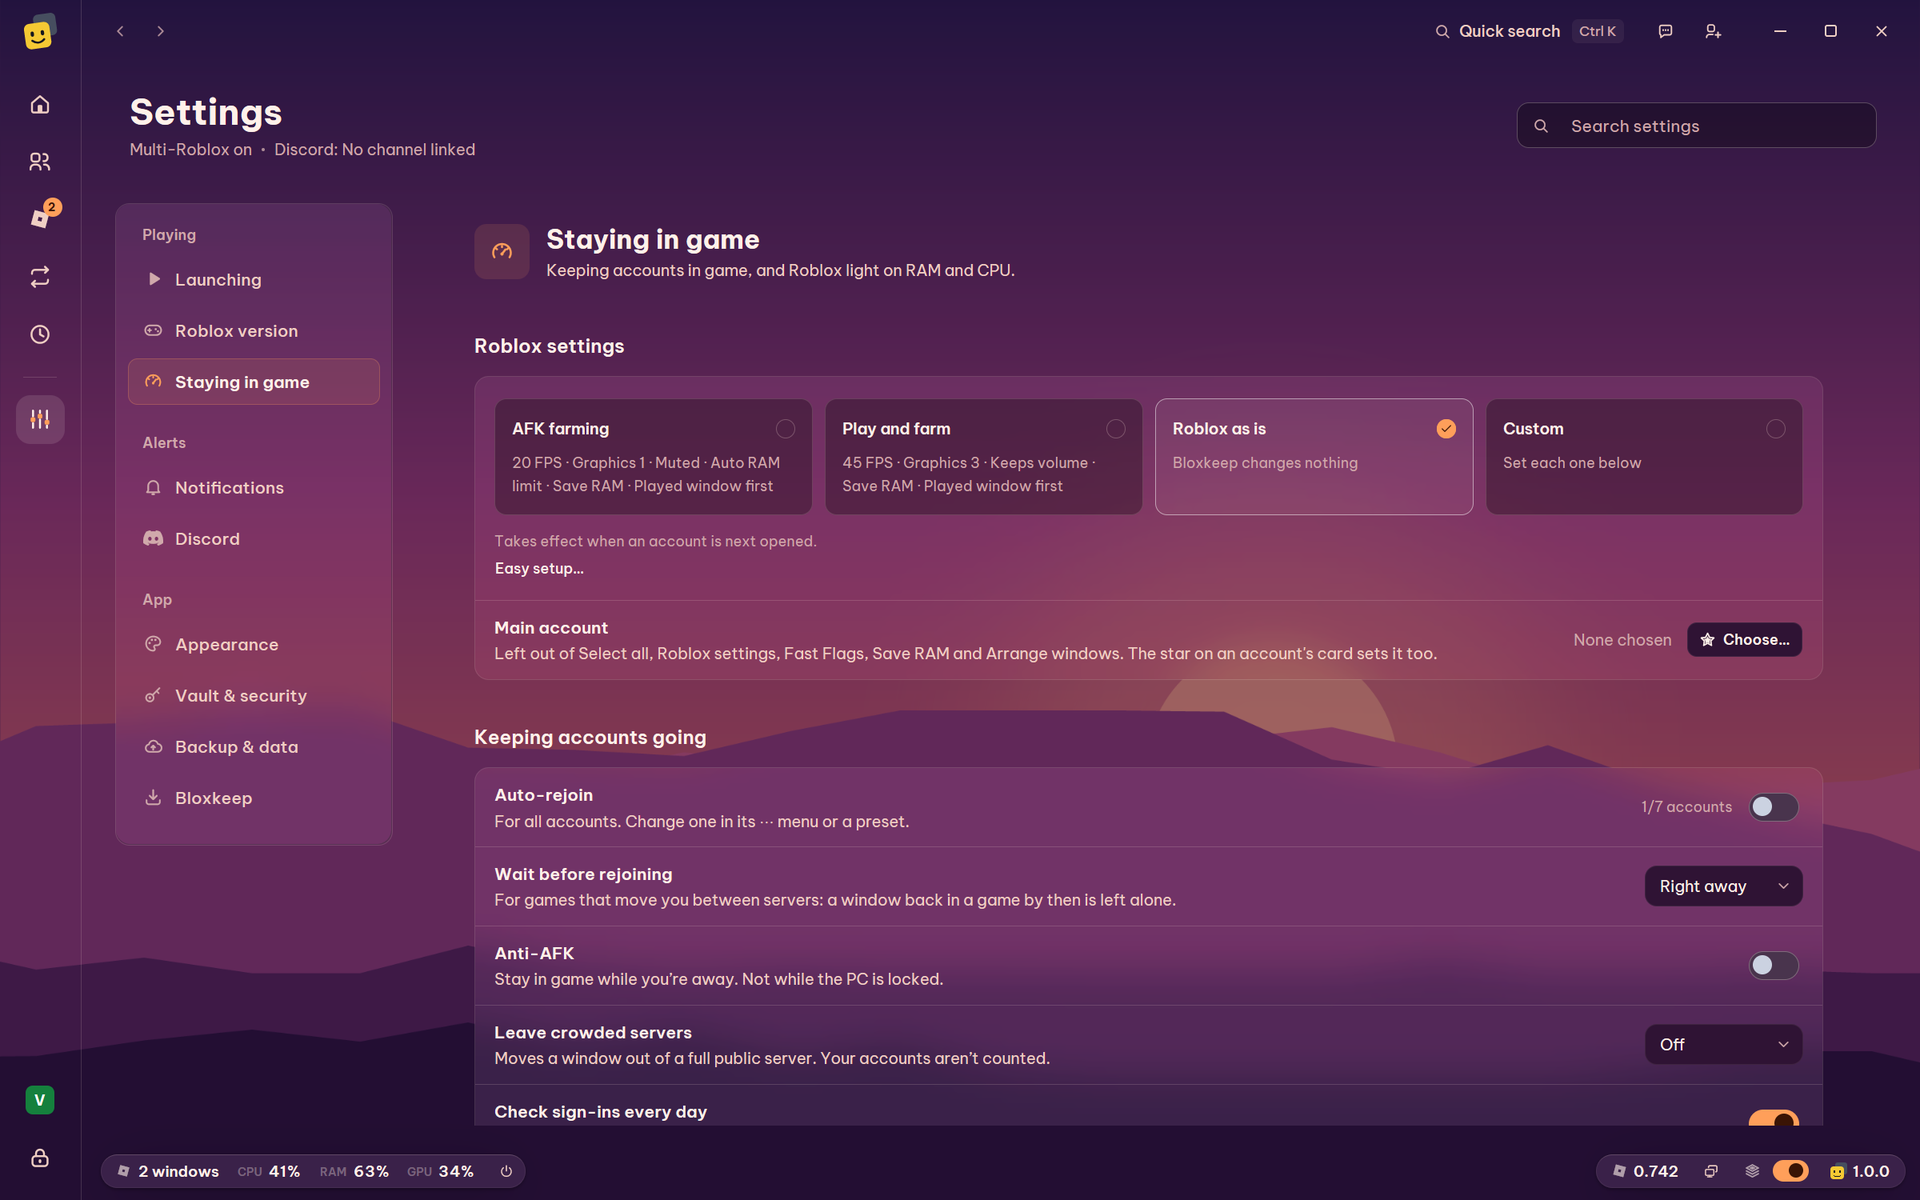 Quick search Ctrl K
Settings
Multi-Roblox on • Discord: No channel linked
Search settings
2
Playing
Launching
Roblox version
Staying in game
Alerts
Notifications
Discord
App
Appearance
Vault & security
Backup & data
Bloxkeep
Staying in game
Keeping accounts in game, and Roblox light on RAM and CPU.
Roblox settings
AFK farming
20 FPS · Graphics 1 · Muted · Auto RAM
limit · Save RAM · Played window first
Play and farm
45 FPS · Graphics 3 · Keeps volume ·
Save RAM · Played window first
Roblox as is
Bloxkeep changes nothing
Custom
Set each one below
Takes effect when an account is next opened.
Easy setup...
Main account
Left out of Select all, Roblox settings, Fast Flags, Save RAM and Arrange windows. The star on an account's card sets it too.
None chosen
Choose...
Keeping accounts going
Auto-rejoin
For all accounts. Change one in its ··· menu or a preset.
1/7 accounts
Wait before rejoining
For games that move you between servers: a window back in a game by then is left alone.
Right away
Anti-AFK
Stay in game while you're away. Not while the PC is locked.
Leave crowded servers
Moves a window out of a full public server. Your accounts aren't counted.
Off
Check sign-ins every day
V
2 windows CPU 41% RAM 63% GPU 34%
0.742
1.0.0